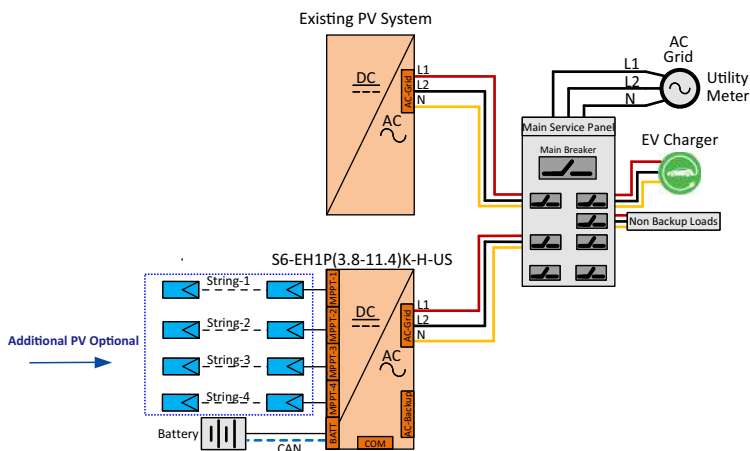 Existing PV System
DC
AC
AC-Grid
L1
L2
N
AC
Grid
L1
L2
N
Utility
Meter
Main Service Panel
Main Breaker
EV Charger
Non Backup Loads
S6-EH1P(3.8-11.4)K-H-US
Additional PV Optional
String-1
String-2
String-3
String-4
MPPT-1
MPPT-2
MPPT-3
MPPT-4
BATT
DC
AC
AC-Grid
L1
L2
N
AC-Backup
COM
Battery
CAN